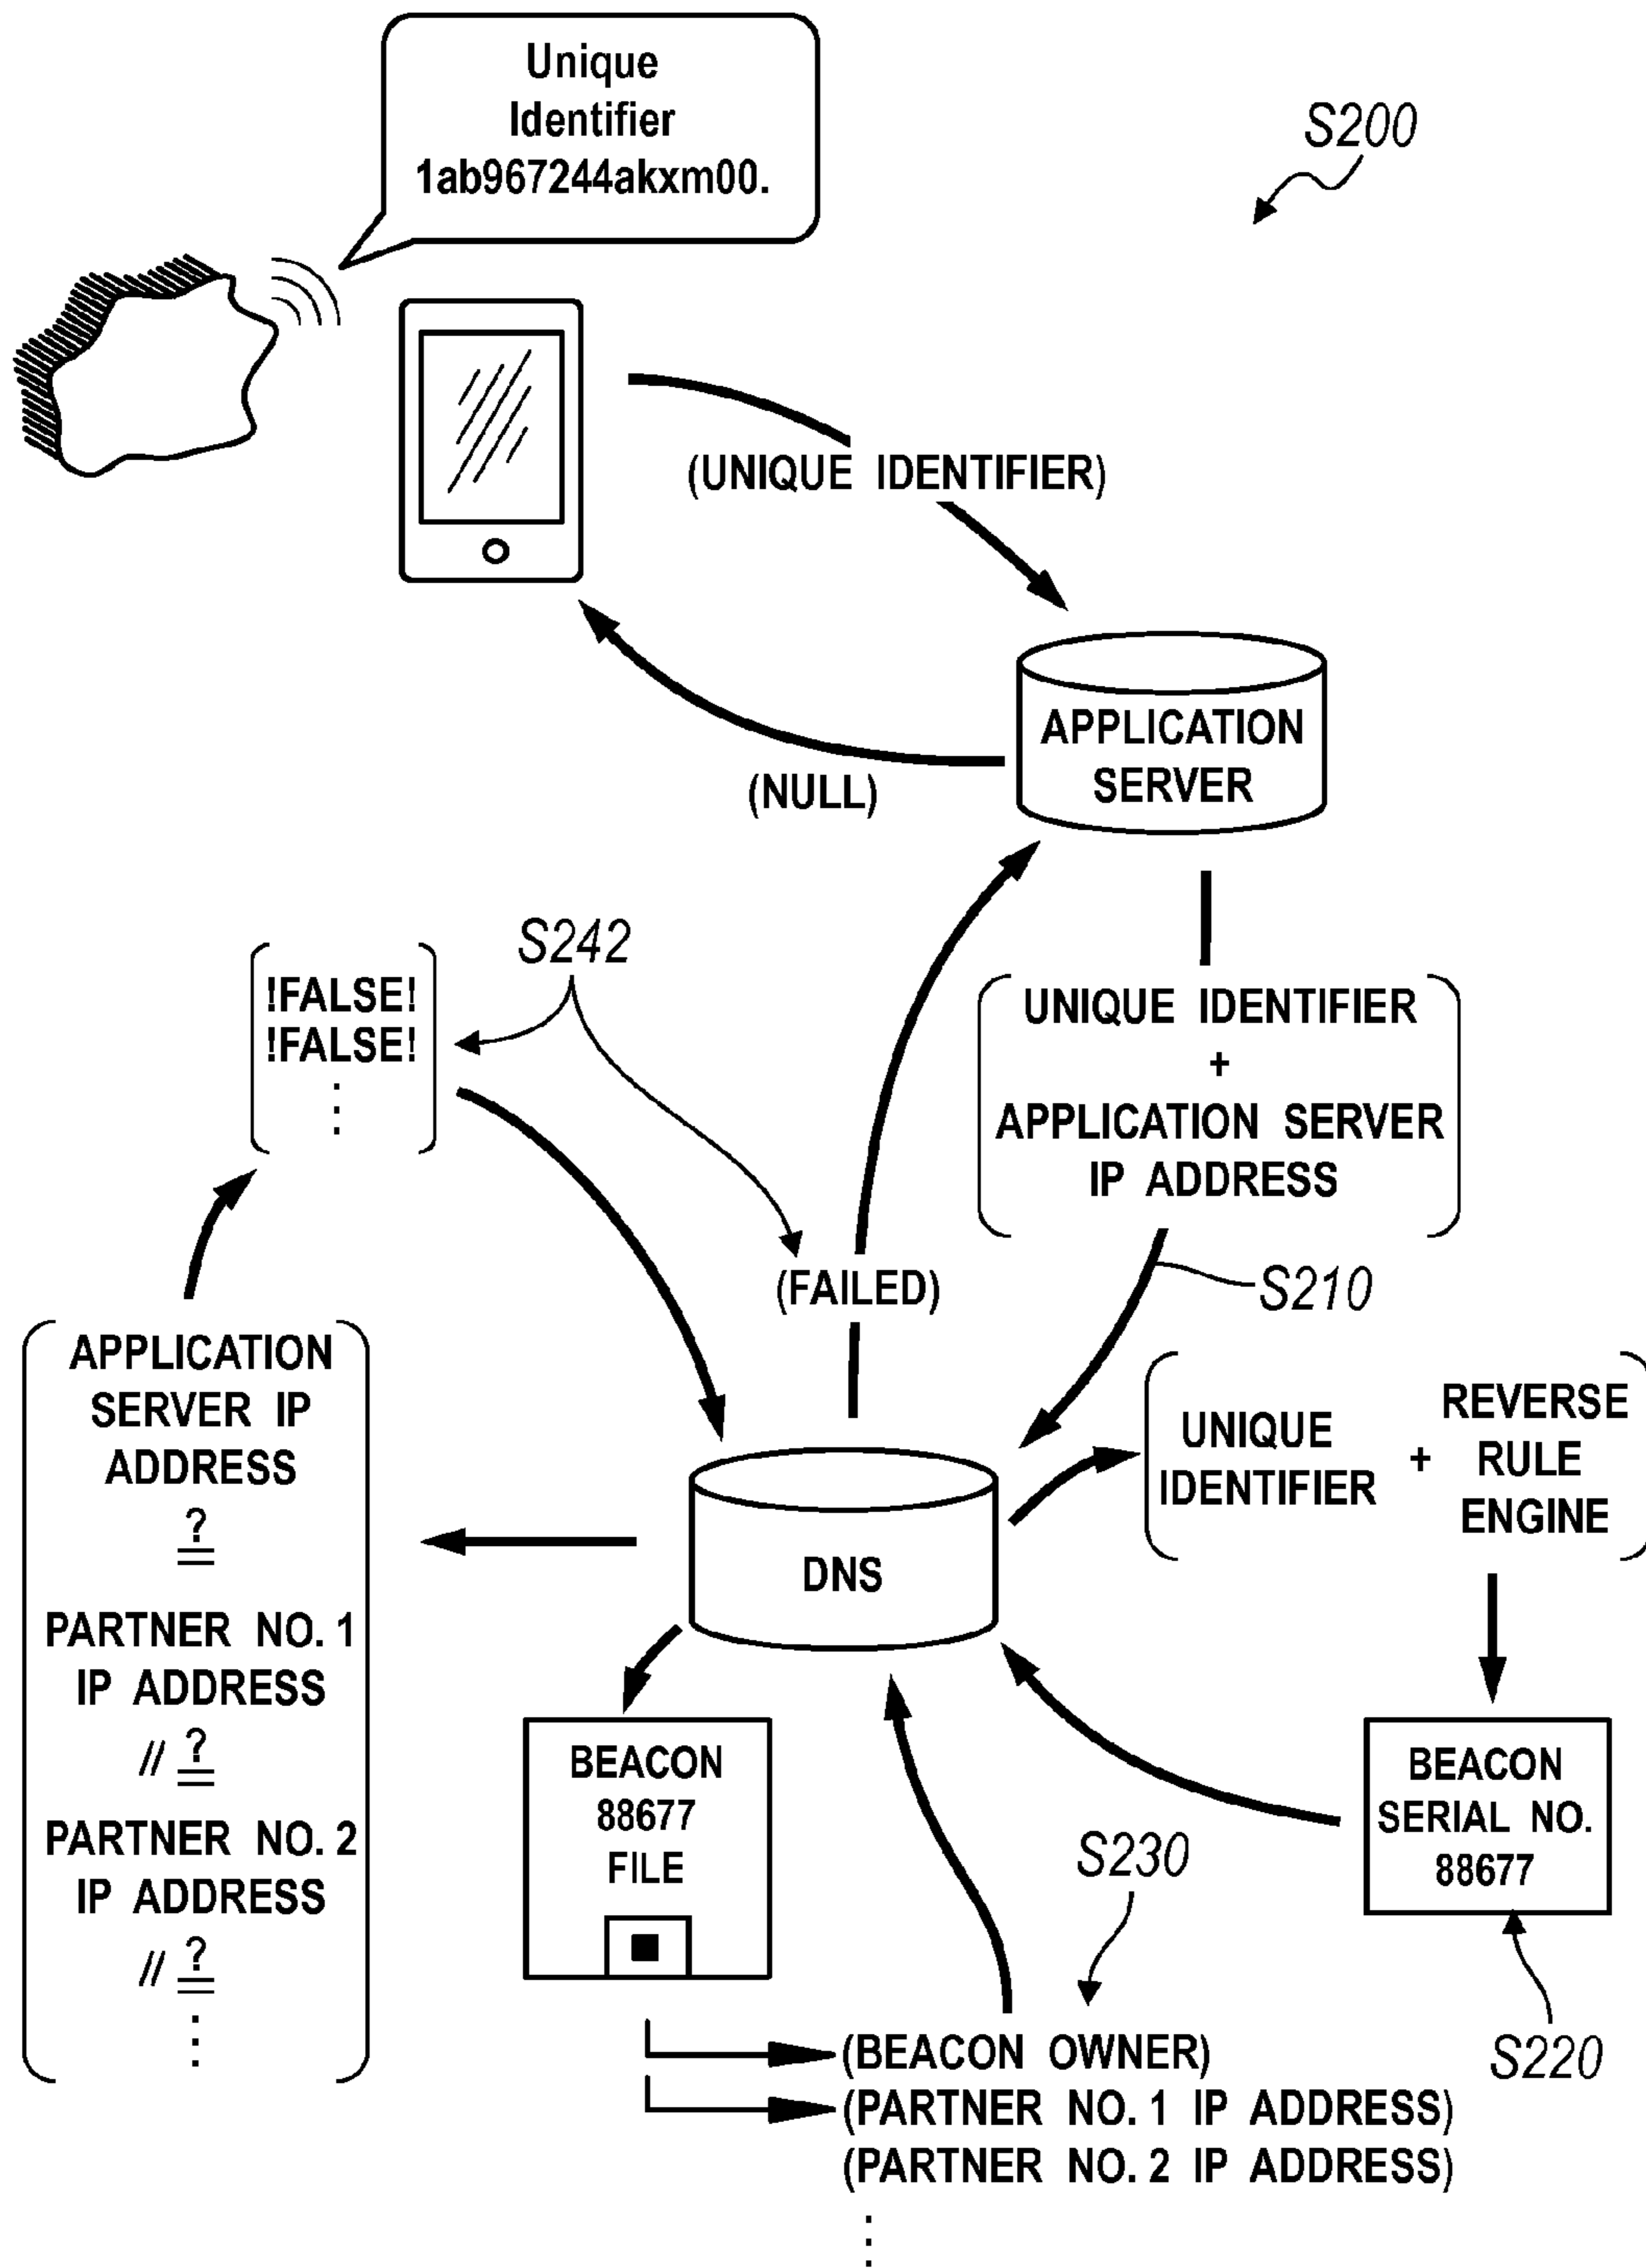 Unique
Identifier
1ab967244akxm00.
S200
(UNIQUE IDENTIFIER)
APPLICATION
SERVER
(NULL)
S242
!FALSE!
!FALSE!
⋮
UNIQUE IDENTIFIER
+
APPLICATION SERVER
IP ADDRESS
(FAILED)
S210
APPLICATION
SERVER IP
ADDRESS
?
=
PARTNER NO. 1
IP ADDRESS
// ?
=
PARTNER NO. 2
IP ADDRESS
// ?
=
⋮
UNIQUE
IDENTIFIER
+
REVERSE
RULE
ENGINE
DNS
BEACON
88677
FILE
BEACON
SERIAL NO.
88677
S230
S220
(BEACON OWNER)
(PARTNER NO. 1 IP ADDRESS)
(PARTNER NO. 2 IP ADDRESS)
⋮